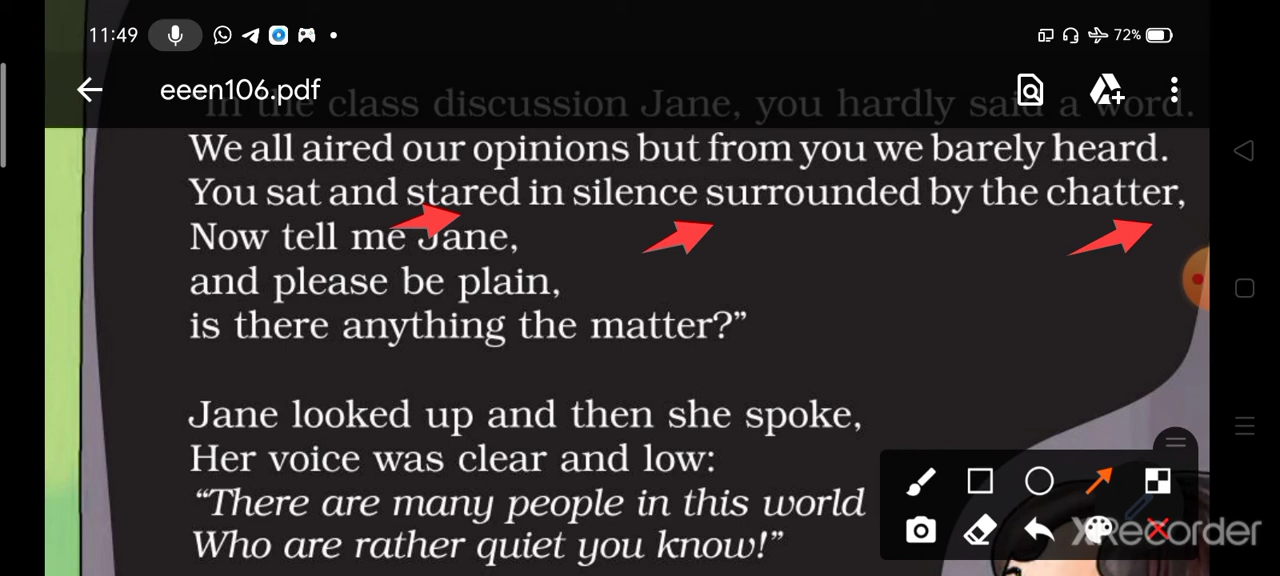 11:49
72%
eeen106.pdf
In the class discussion Jane, you hardly said a word.
We all aired our opinions but from you we barely heard.
You sat and stared in silence surrounded by the chatter,
Now tell me Jane,
and please be plain,
is there anything the matter?”
Jane looked up and then she spoke,
Her voice was clear and low:
“There are many people in this world
Who are rather quiet you know!”
XRecorder